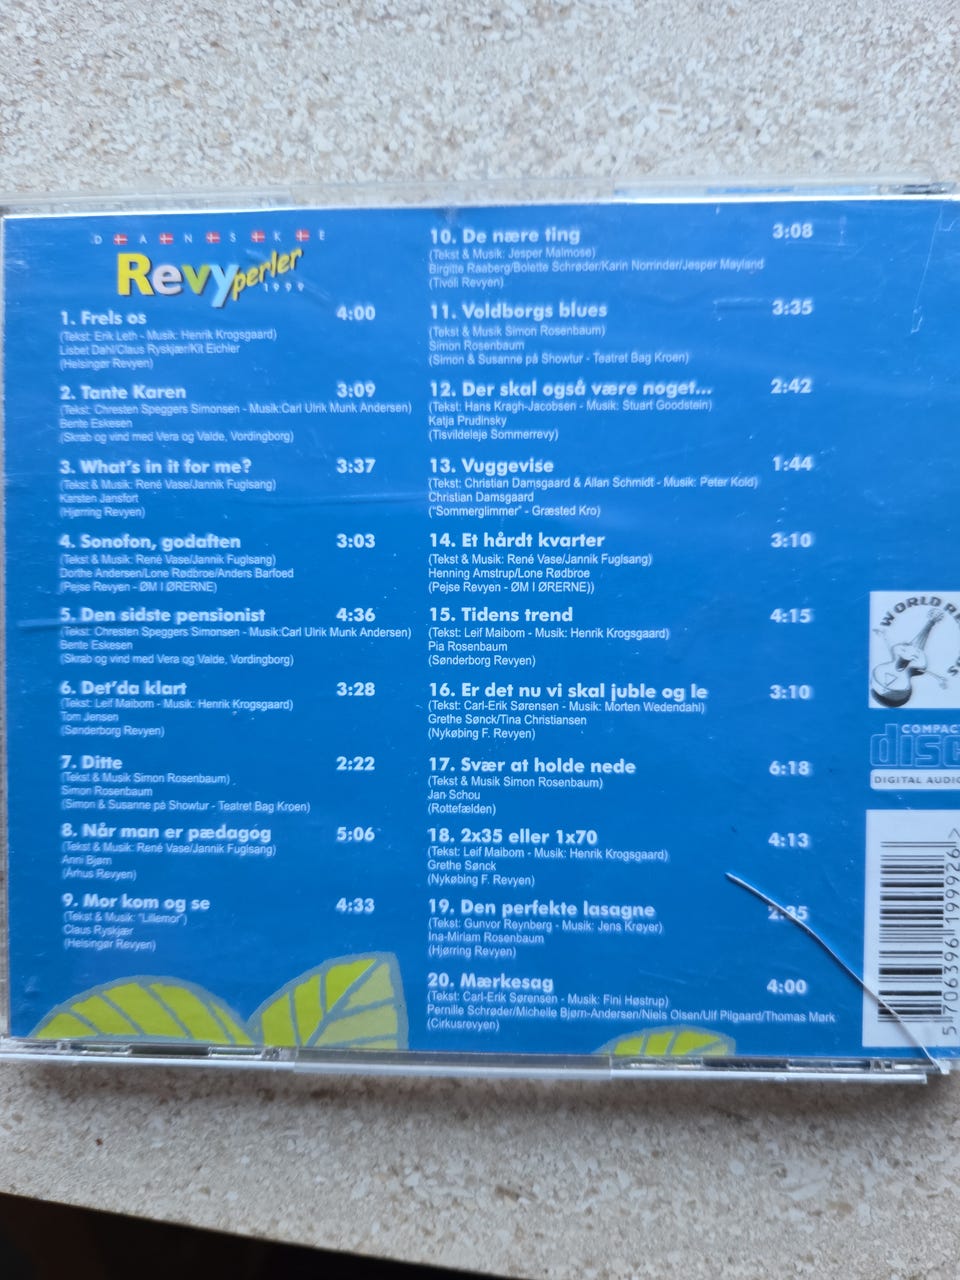 DANSKE
Revyperler
1999
1. Frels os 4:00
(Tekst: Erik Leth - Musik: Henrik Krogsgaard)
Lisbet Dahl/Claus Ryskjær/Kit Eichler
(Helsingør Revyen)
2. Tante Karen 3:09
(Tekst: Chresten Speggers Simonsen - Musik:Carl Ulrik Munk Andersen)
Bente Eskesen
(Skrab og vind med Vera og Valde, Vordingborg)
3. What's in it for me? 3:37
(Tekst & Musik: René Vase/Jannik Fuglsang)
Karsten Jansfort
(Hjørring Revyen)
4. Sonofon, godaften 3:03
(Tekst & Musik: René Vase/Jannik Fuglsang)
Dorthe Andersen/Lone Rødbroe/Anders Barfoed
(Pejse Revyen - ØM I ØRERNE)
5. Den sidste pensionist 4:36
(Tekst: Chresten Speggers Simonsen - Musik:Carl Ulrik Munk Andersen)
Bente Eskesen
(Skrab og vind med Vera og Valde, Vordingborg)
6. Det'da klart 3:28
(Tekst: Leif Maibom - Musik: Henrik Krogsgaard)
Tom Jensen
(Sønderborg Revyen)
7. Ditte 2:22
(Tekst & Musik Simon Rosenbaum)
Simon Rosenbaum
(Simon & Susanne på Showtur - Teatret Bag Kroen)
8. Når man er pædagog 5:06
(Tekst & Musik: René Vase/Jannik Fuglsang)
Anni Bjørn
(Århus Revyen)
9. Mor kom og se 4:33
(Tekst & Musik: "Lillemor")
Claus Ryskjær
(Helsingør Revyen)
10. De nære ting 3:08
(Tekst & Musik: Jesper Malmose)
Birgitte Raaberg/Bolette Schrøder/Karin Norrinder/Jesper Møyland
(Tivoli Revyen)
11. Voldborgs blues 3:35
(Tekst & Musik Simon Rosenbaum)
Simon Rosenbaum
(Simon & Susanne på Showtur - Teatret Bag Kroen)
12. Der skal også være noget... 2:42
(Tekst: Hans Kragh-Jacobsen - Musik: Stuart Goodstein)
Katja Prudinsky
(Tisvildeleje Sommerrevy)
13. Vuggevise 1:44
(Tekst: Christian Damsgaard & Allan Schmidt - Musik: Peter Kold)
Christian Damsgaard
("Sommerglimmer" - Græsted Kro)
14. Et hårdt kvarter 3:10
(Tekst & Musik: René Vase/Jannik Fuglsang)
Henning Amstrup/Lone Rødbroe
(Pejse Revyen - ØM I ØRERNE))
15. Tidens trend 4:15
(Tekst: Leif Maibom - Musik: Henrik Krogsgaard)
Pia Rosenbaum
(Sønderborg Revyen)
16. Er det nu vi skal juble og le 3:10
(Tekst: Carl-Erik Sørensen - Musik: Morten Wedendahl)
Grethe Sønck/Tina Christiansen
(Nykøbing F. Revyen)
17. Svær at holde nede 6:18
(Tekst & Musik Simon Rosenbaum)
Jan Schou
(Rottefælden)
18. 2x35 eller 1x70 4:13
(Tekst: Leif Maibom - Musik: Henrik Krogsgaard)
Grethe Sønck
(Nykøbing F. Revyen)
19. Den perfekte lasagne
(Tekst: Gunvor Reynberg - Musik: Jens Krøyer)
Ina-Miriam Rosenbaum
(Hjørring Revyen)
20. Mærkesag 4:00
(Tekst: Carl-Erik Sørensen - Musik: Fini Høstrup)
Pernille Schrøder/Michelle Bjørn-Andersen/Niels Olsen/Ulf Pilgaard/Thomas Mørk
(Cirkusrevyen)
WORLD
COMPACT
disc
DIGITAL AUDIO
5 706396 199926 >